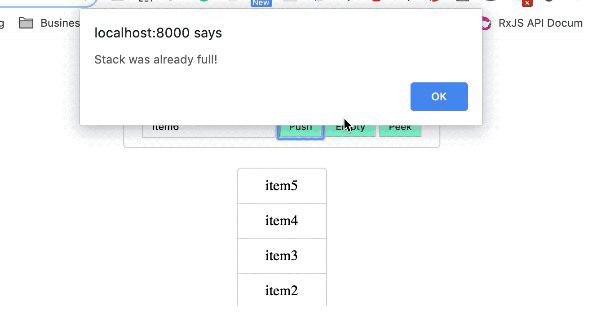 New
g
Busines
RxJS API Docum
localhost:8000 says
Stack was already full!
OK
item6
Push
Empty
Peek
item5
item4
item3
item2